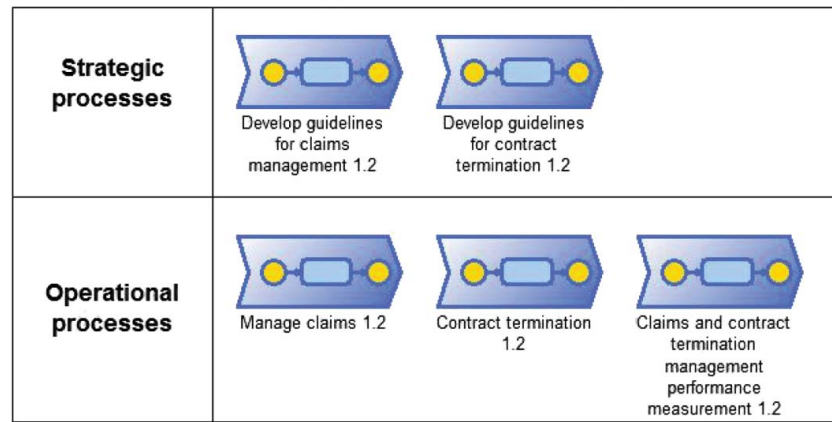 Strategic
processes
Develop guidelines
for claims
management 1.2
Develop guidelines
for contract
termination 1.2
Operational
processes
Manage claims 1.2
Contract termination
1.2
Claims and contract
termination
management
performance
measurement 1.2